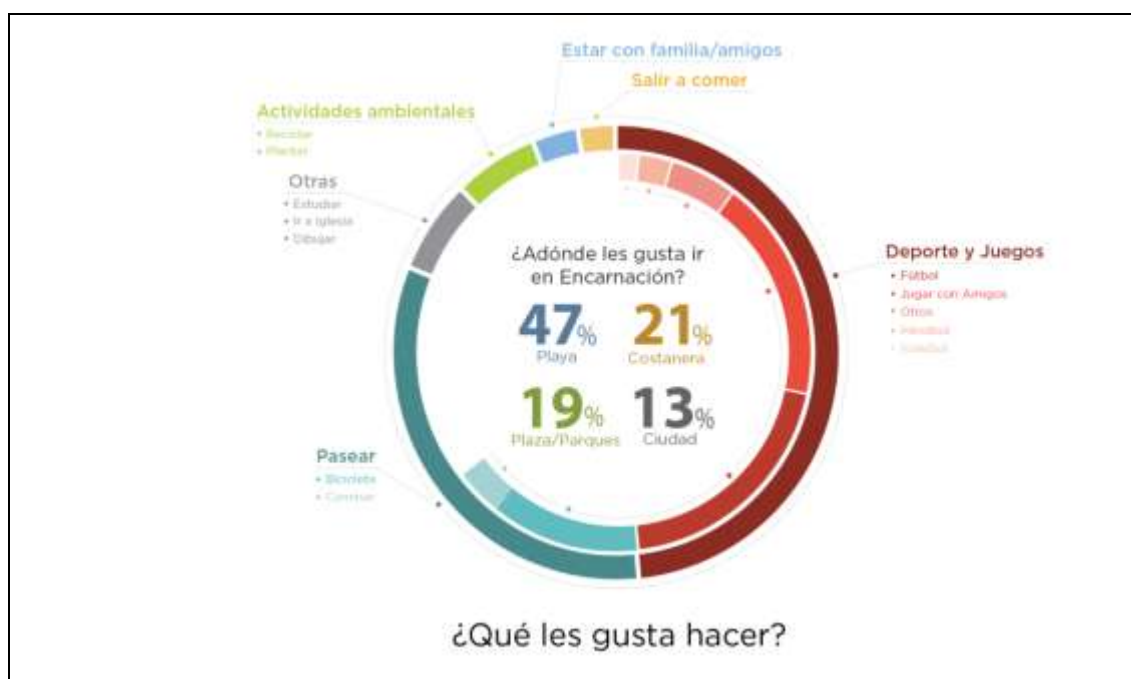 Estar con familia/amigos
Salir a comer
Actividades ambientales
• Reciclar
• Plantar
Otras
• Estudiar
• Ir a Iglesia
• Dibujar
¿Adónde les gusta ir
en Encarnación?
47%
Playa
21%
Costanera
19%
Plaza/Parques
13%
Ciudad
Deporte y Juegos
• Fútbol
• Jugar con Amigos
• Otros
Pasear
• Bicicleta
• Caminar
¿Qué les gusta hacer?